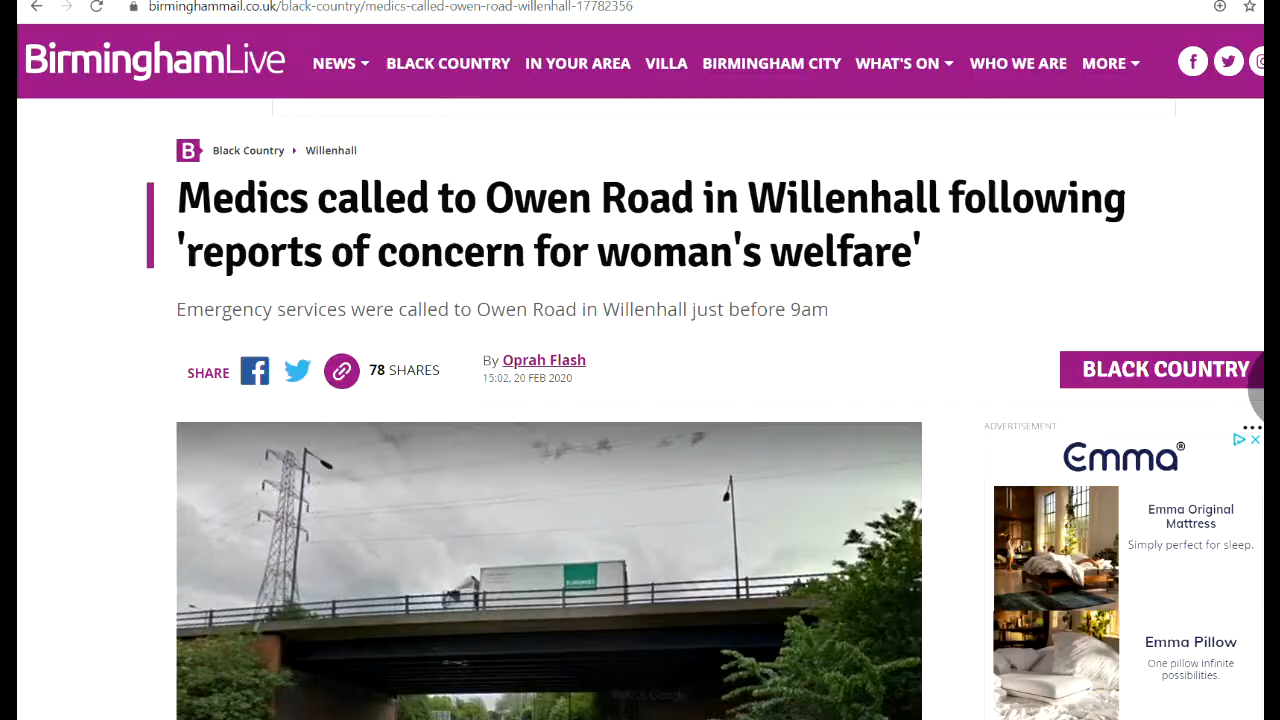 birminghammail.co.uk/black-country/medics-called-owen-road-willenhall-17782356
BirminghamLive
NEWS BLACK COUNTRY IN YOUR AREA VILLA BIRMINGHAM CITY WHAT'S ON WHO WE ARE MORE
B Black Country Willenhall
Medics called to Owen Road in Willenhall following
'reports of concern for woman's welfare'
Emergency services were called to Owen Road in Willenhall just before 9am
SHARE 78 SHARES
By Oprah Flash
15:02, 20 FEB 2020
BLACK COUNTRY
ADVERTISEMENT
Emma®
Emma Original
Mattress
Simply perfect for sleep.
Emma Pillow
One pillow infinite
possibilities.